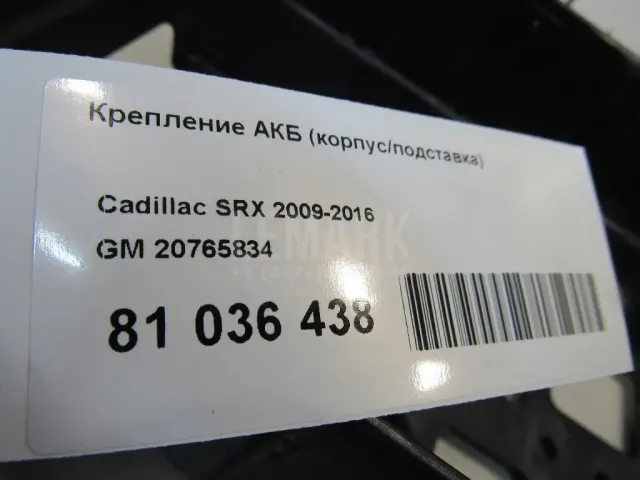 Крепление АКБ (корпус/подставка)
Cadillac SRX 2009-2016
GM 20765834
81 036 438